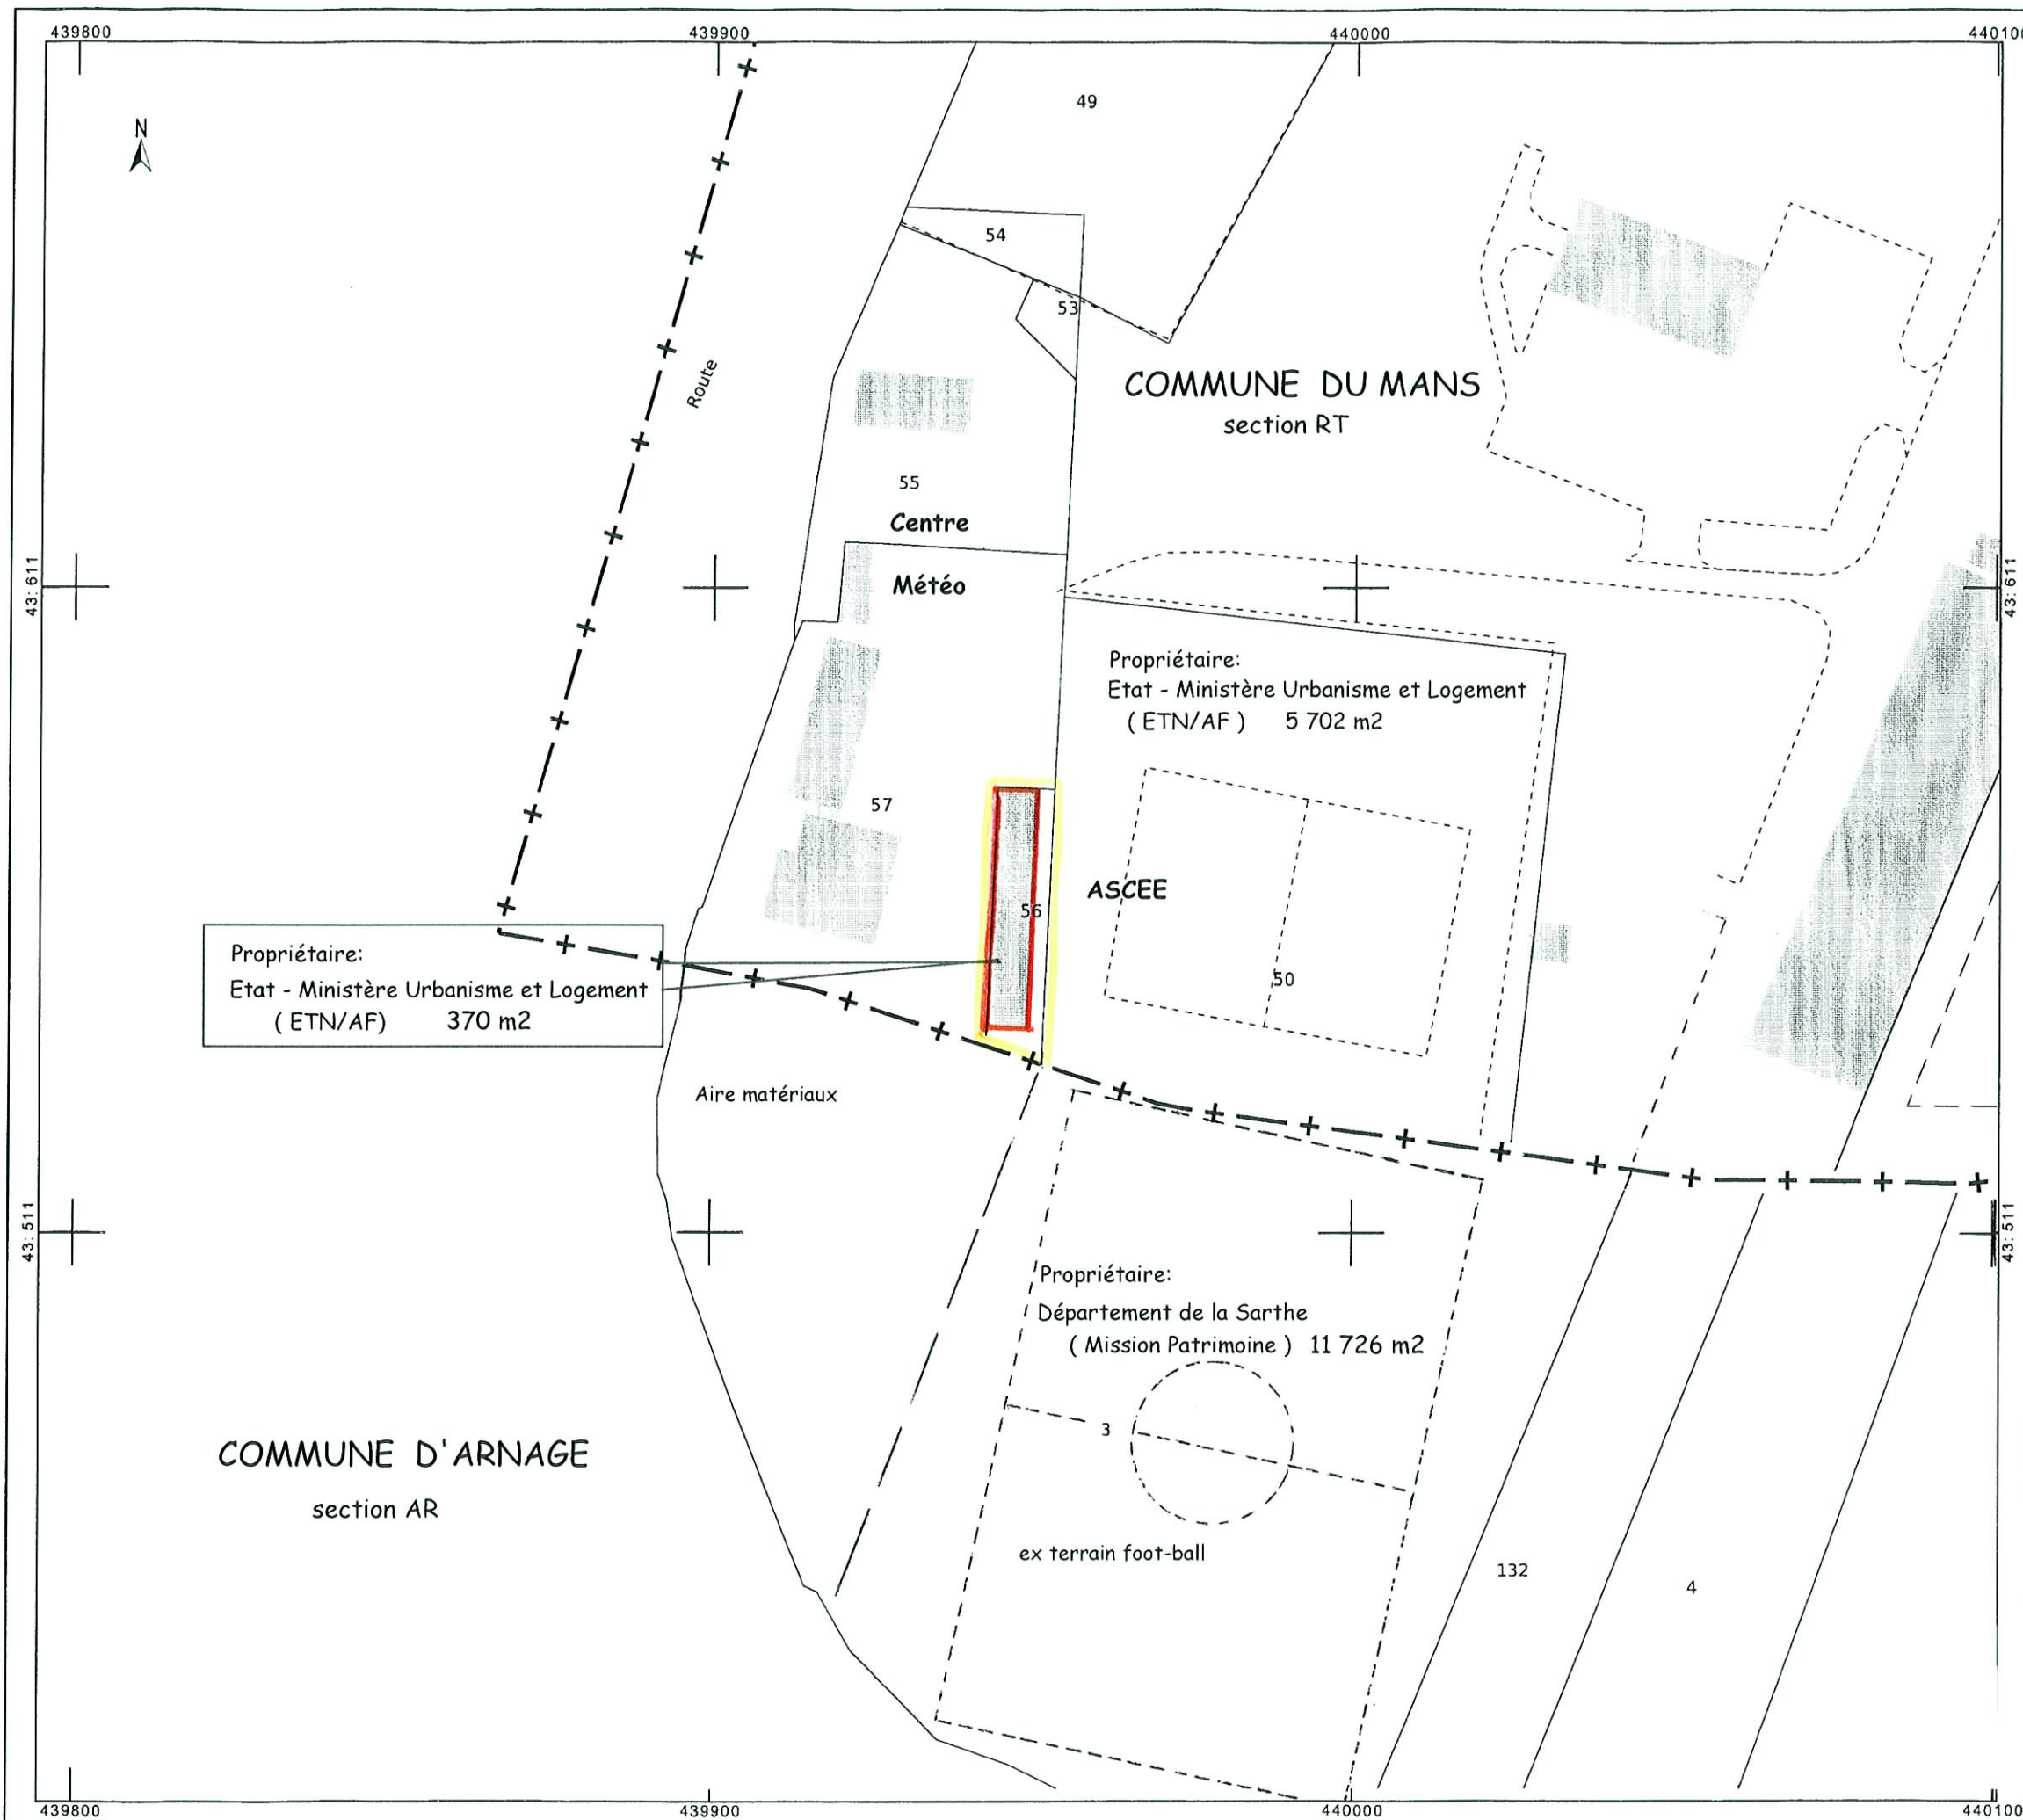 439800
439900
440000
440100
N
49
54
53
Route
COMMUNE DU MANS
section RT
55
Centre
Météo
43:611
43:611
Propriétaire:
Etat - Ministère Urbanisme et Logement
( ETN/AF ) 5 702 m2
57
ASCEE
56
50
Propriétaire:
Etat - Ministère Urbanisme et Logement
( ETN/AF) 370 m2
Aire matériaux
43:511
43:511
Propriétaire:
Département de la Sarthe
( Mission Patrimoine ) 11 726 m2
3
COMMUNE D'ARNAGE
section AR
ex terrain foot-ball
132
4
439800
439900
440000
440100